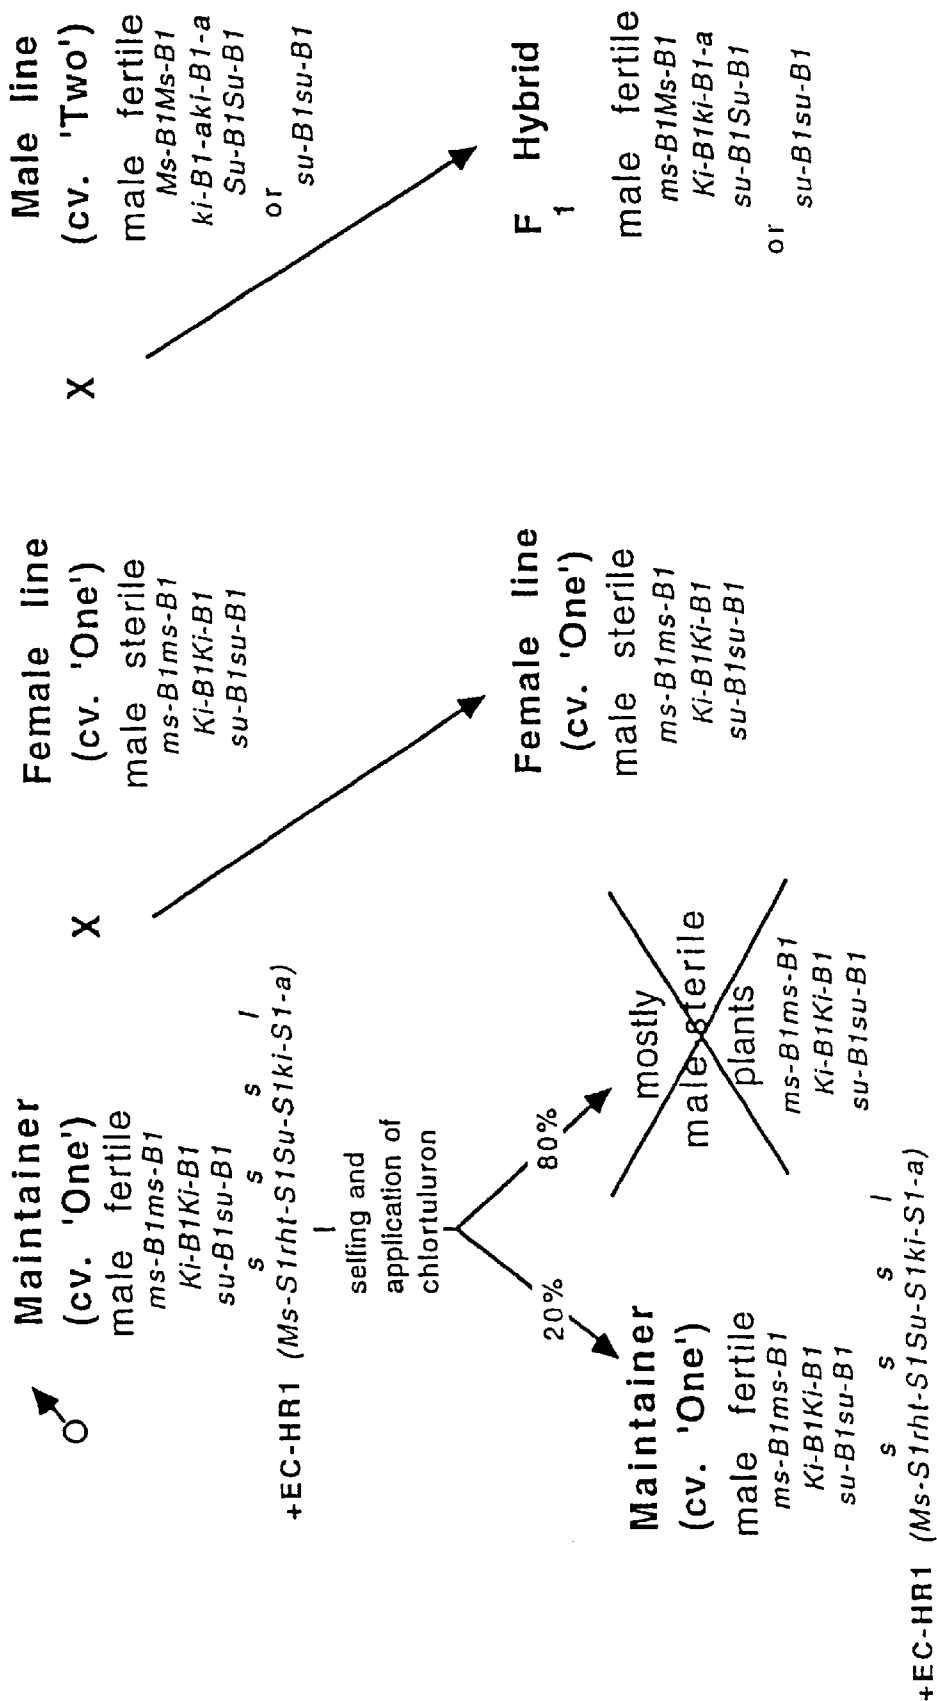 Maintainer
(cv. 'One')
male fertile
ms-B1ms-B1
Ki-B1Ki-B1
su-B1su-B1
s s s l
+EC-HR1 (Ms-S1rht-S1Su-S1ki-S1-a)
X
Female line
(cv. 'One')
male sterile
ms-B1ms-B1
Ki-B1Ki-B1
su-B1su-B1
X
Male line
(cv. 'Two')
male fertile
Ms-B1Ms-B1
ki-B1-aki-B1-a
Su-B1Su-B1
or
su-B1su-B1
selfing and
application of
chlortuluron
20%
80%
Maintainer
(cv. 'One')
male fertile
ms-B1ms-B1
Ki-B1Ki-B1
su-B1su-B1
s s s l
+EC-HR1 (Ms-S1rht-S1Su-S1ki-S1-a)
mostly
male sterile
plants
ms-B1ms-B1
Ki-B1Ki-B1
su-B1su-B1
Female line
(cv. 'One')
male sterile
ms-B1ms-B1
Ki-B1Ki-B1
su-B1su-B1
F1 Hybrid
male fertile
ms-B1Ms-B1
Ki-B1ki-B1-a
su-B1Su-B1
or
su-B1su-B1